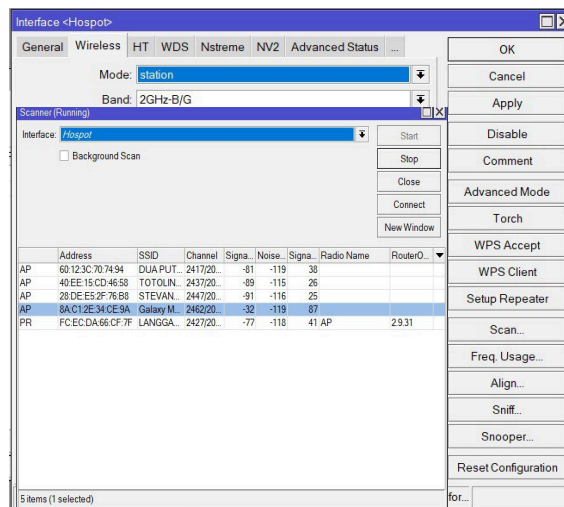 Interface <Hospot>
General Wireless HT WDS Nstreme NV2 Advanced Status ...
OK
Mode: station
Cancel
Band: 2GHz-B/G
Apply
Scanner (Running)
Interface: Hospot
Start
Disable
Background Scan
Stop
Comment
Close
Advanced Mode
Connect
Torch
New Window
WPS Accept
Address SSID Channel Signa... Noise... Signa... Radio Name RouterO...
AP 60:12:3C:70:74:94 DUA PUT... 2417/20... -81 -119 38
WPS Client
AP 40:EE:15:CD:46:58 TOTOLIN... 2437/20... -89 -115 26
AP 28:DE:E5:2F:76:B8 STEVAN... 2447/20... -91 -116 25
Setup Repeater
AP 8A:C1:2E:34:CE:9A Galaxy M... 2462/20... -32 -119 87
PR FC:EC:DA:66:CF:7F LANGGA... 2427/20... -77 -118 41 AP 2.9.31
Scan...
Freq. Usage...
Align...
Sniff...
Snooper...
Reset Configuration
5 items (1 selected)
for...